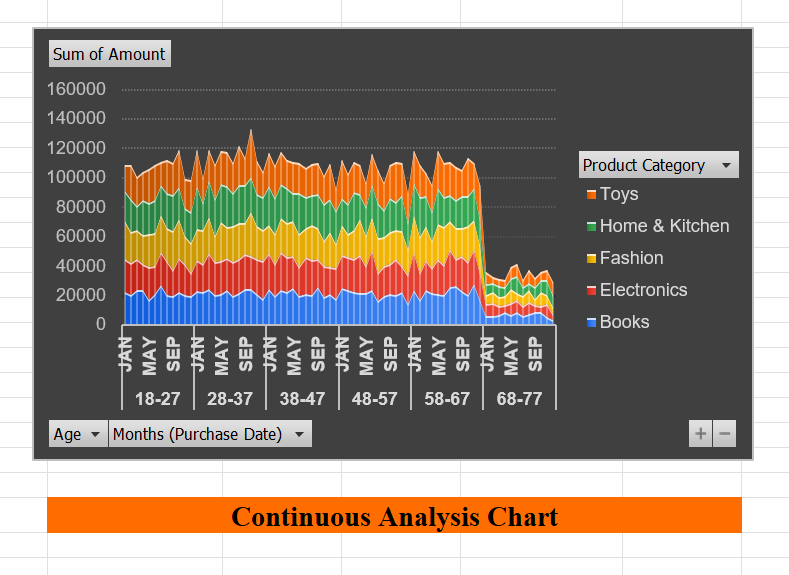 Sum of Amount
160000
140000
120000
100000
80000
60000
40000
20000
0
JAN MAY SEP JAN MAY SEP JAN MAY SEP JAN MAY SEP JAN MAY SEP JAN MAY SEP
18-27 28-37 38-47 48-57 58-67 68-77
Product Category
Toys
Home & Kitchen
Fashion
Electronics
Books
Age Months (Purchase Date) + −
Continuous Analysis Chart